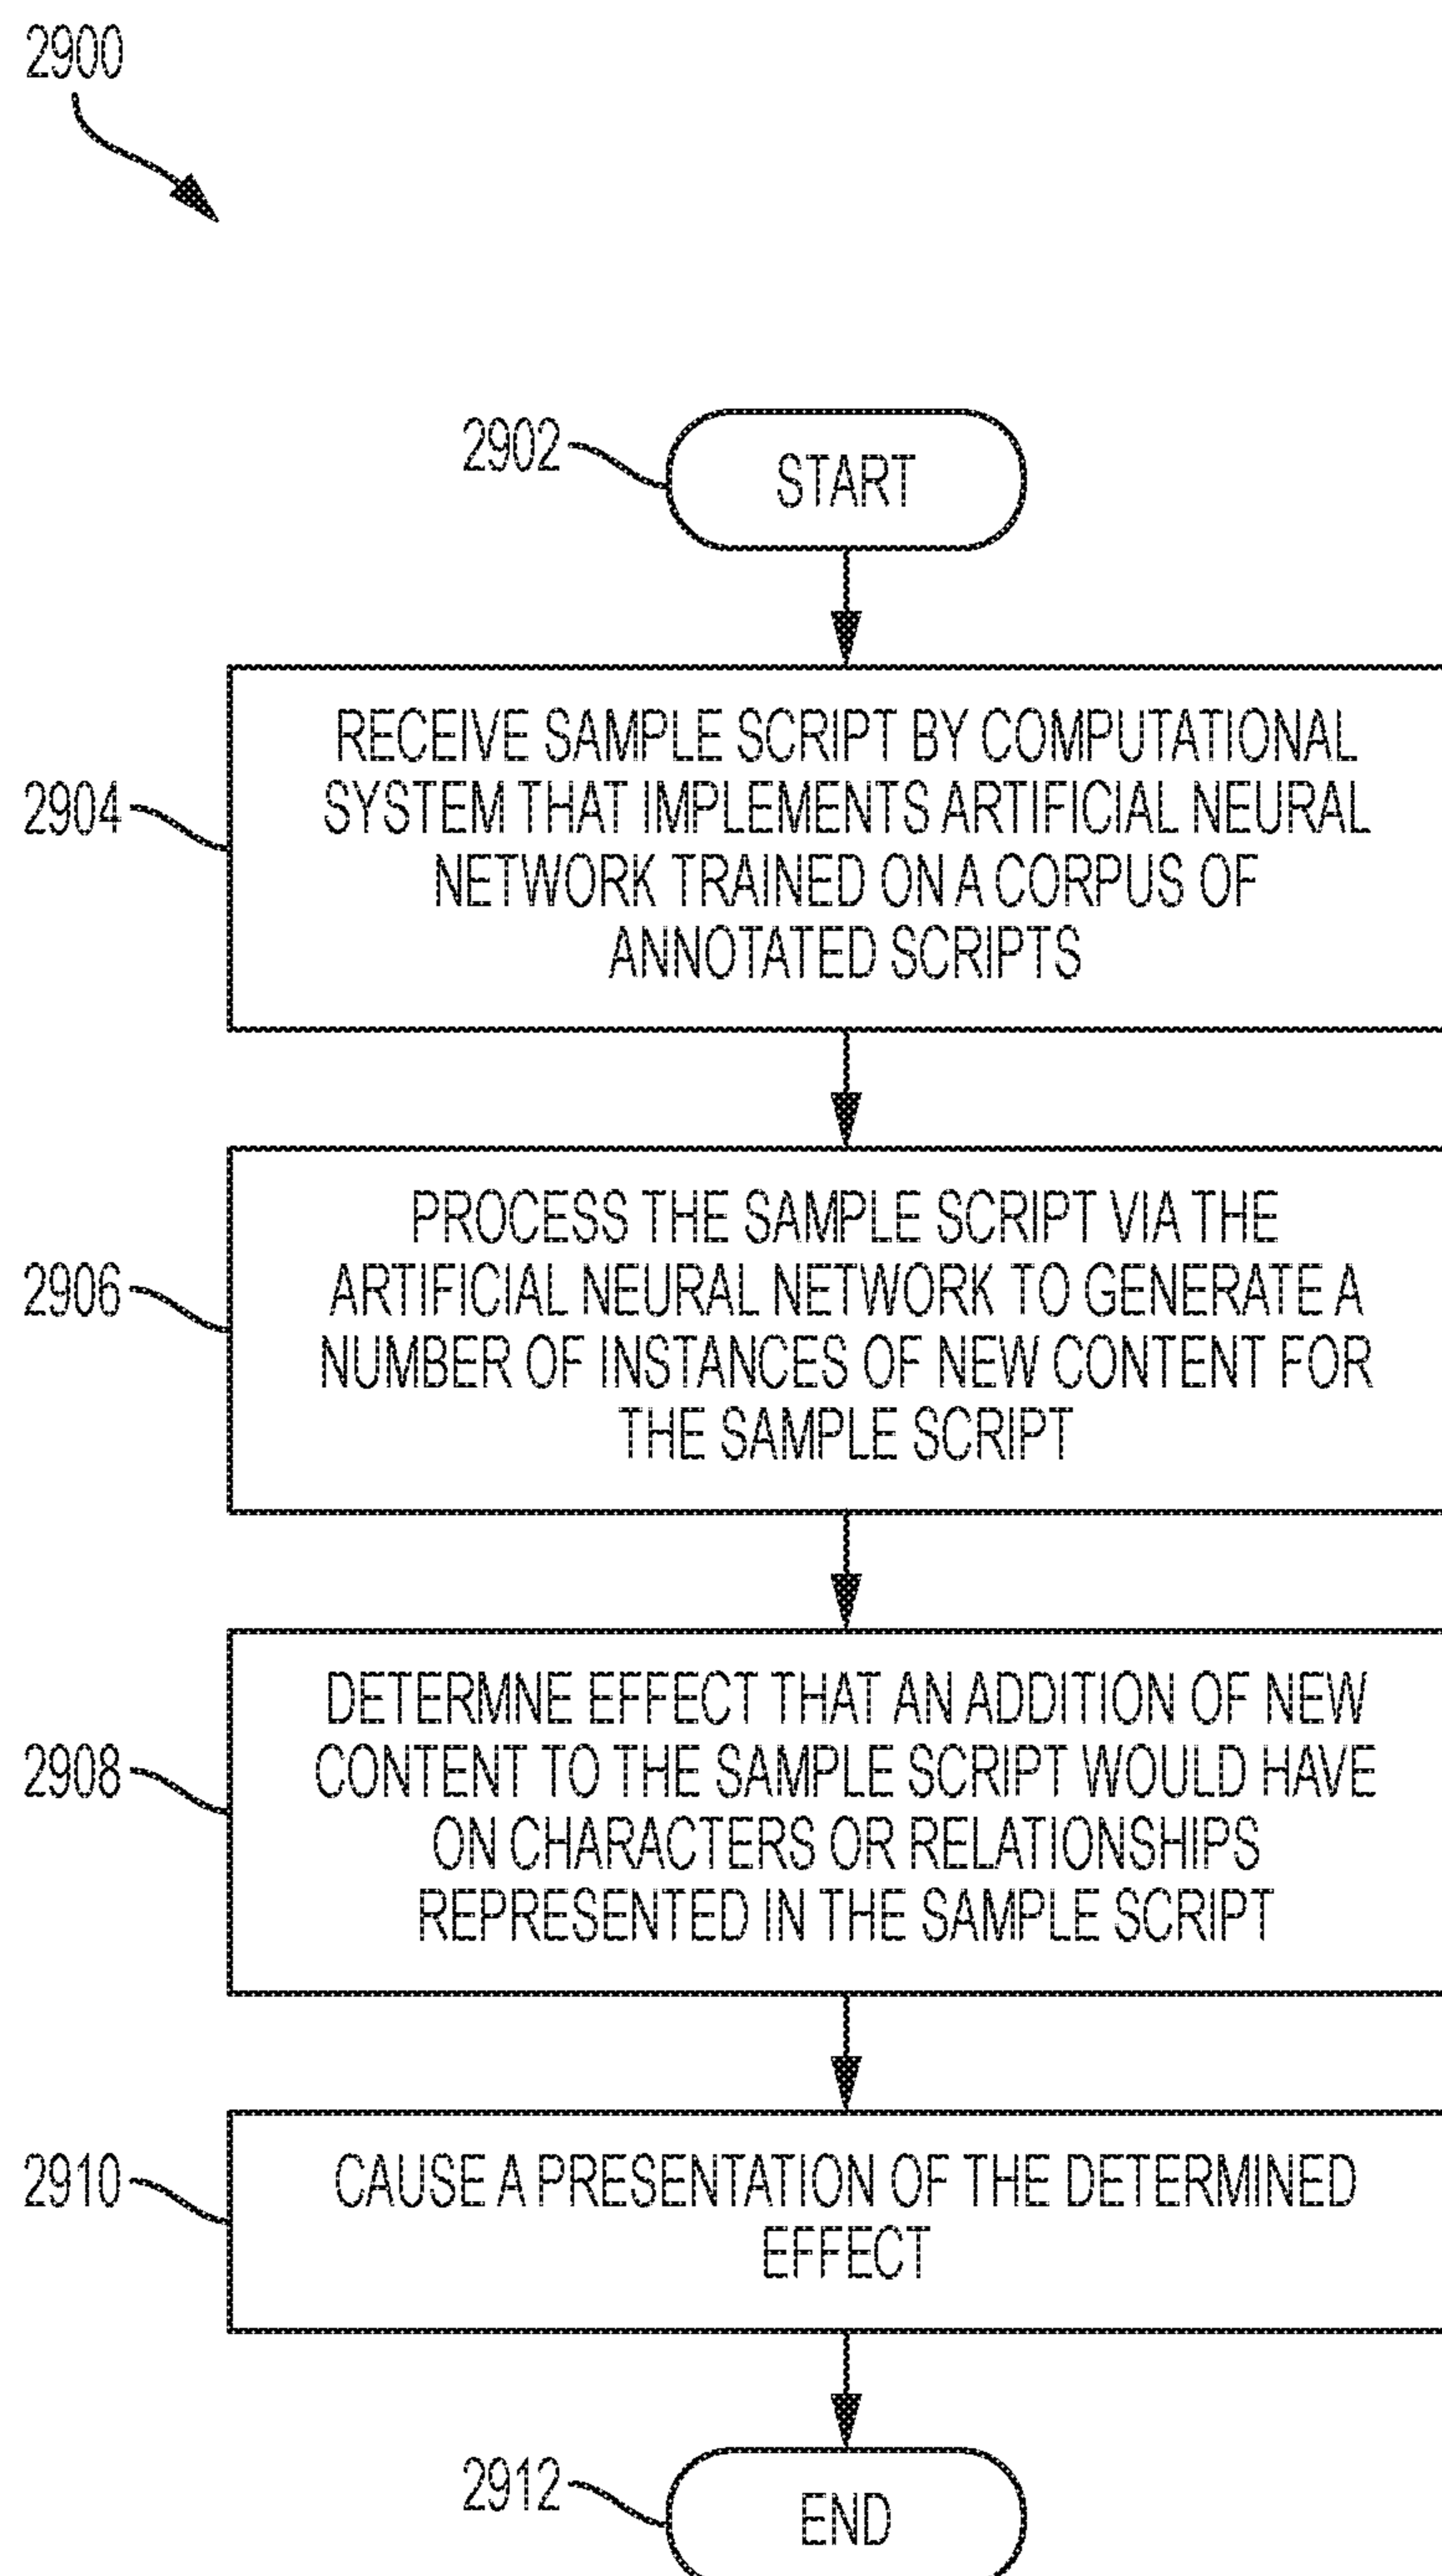 2900
2902
START
2904
RECEIVE SAMPLE SCRIPT BY COMPUTATIONAL
SYSTEM THAT IMPLEMENTS ARTIFICIAL NEURAL
NETWORK TRAINED ON A CORPUS OF
ANNOTATED SCRIPTS
2906
PROCESS THE SAMPLE SCRIPT VIA THE
ARTIFICIAL NEURAL NETWORK TO GENERATE A
NUMBER OF INSTANCES OF NEW CONTENT FOR
THE SAMPLE SCRIPT
2908
DETERMNE EFFECT THAT AN ADDITION OF NEW
CONTENT TO THE SAMPLE SCRIPT WOULD HAVE
ON CHARACTERS OR RELATIONSHIPS
REPRESENTED IN THE SAMPLE SCRIPT
2910
CAUSE A PRESENTATION OF THE DETERMINED
EFFECT
2912
END